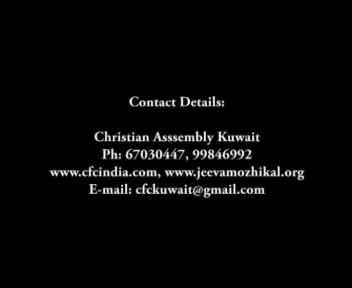 Contact Details:
Christian Asssembly Kuwait
Ph: 67030447, 99846992
www.cfcindia.com, www.jeevamozhikal.org
E-mail: cfckuwait@gmail.com